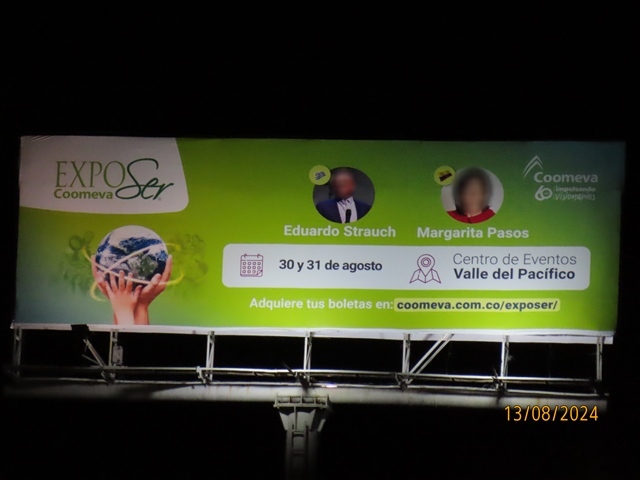 EXPO Ser
Coomeva
Eduardo Strauch
Margarita Pasos
Coomeva
60
30 y 31 de agosto
Centro de Eventos
Valle del Pacífico
Adquiere tus boletas en: coomeva.com.co/exposer/
13/08/2024